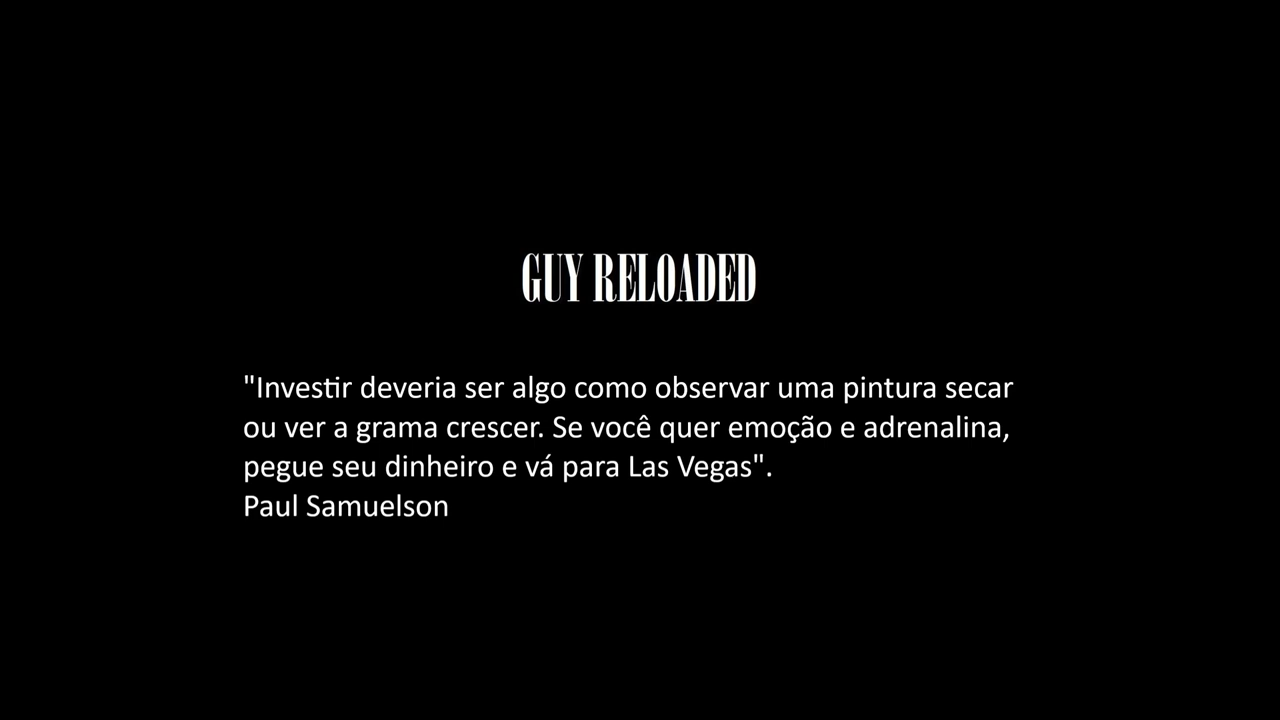 GUY RELOADED
"Investir deveria ser algo como observar uma pintura secar
ou ver a grama crescer. Se você quer emoção e adrenalina,
pegue seu dinheiro e vá para Las Vegas".
Paul Samuelson